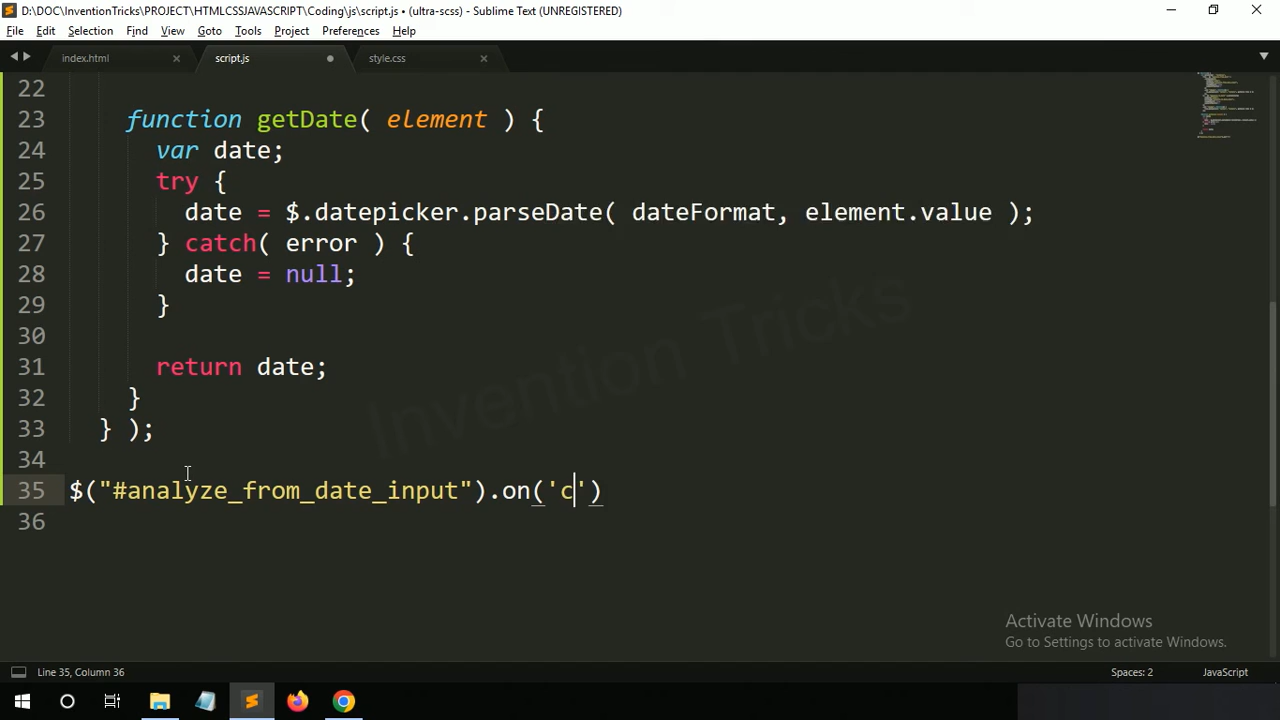 D:\DOC\InventionTricks\PROJECT\HTMLCSSJAVASCRIPT\Coding\js\script.js • (ultra-scss) - Sublime Text (UNREGISTERED)
File Edit Selection Find View Goto Tools Project Preferences Help
index.html script.js style.css
22
23 function getDate( element ) {
24 var date;
25 try {
26 date = $.datepicker.parseDate( dateFormat, element.value );
27 } catch( error ) {
28 date = null;
29 }
30
31 return date;
32 }
33 } );
34
35 $("#analyze_from_date_input").on('c')
36
Invention Tricks
Activate Windows
Go to Settings to activate Windows.
Line 35, Column 36 Spaces: 2 JavaScript